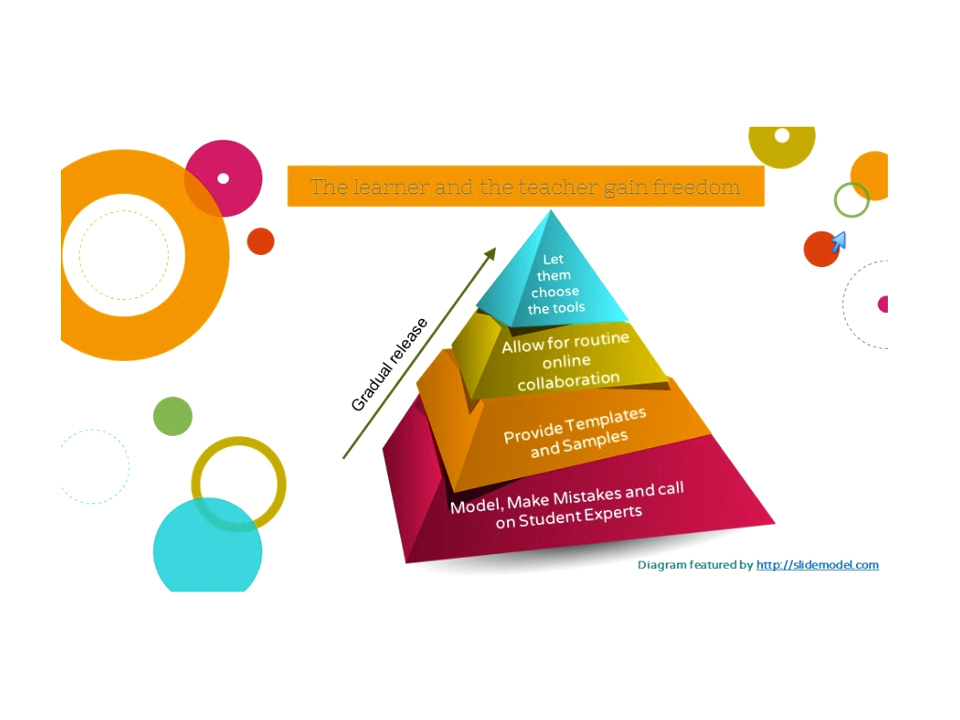 The learner and the teacher gain freedom
Let
them
choose
the tools
Gradual release
Allow for routine
online
collaboration
Provide Templates
and Samples
Model, Make Mistakes and call
on Student Experts
Diagram featured by http://slidemodel.com